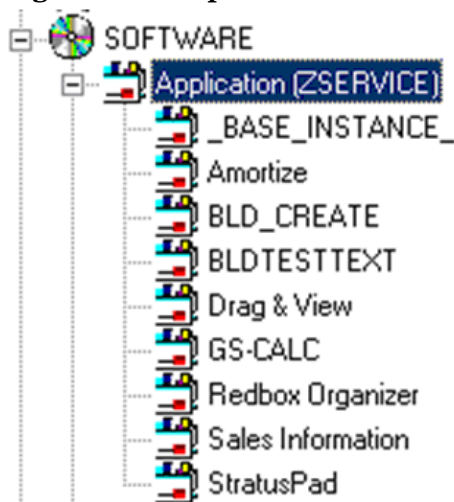 SOFTWARE
Application (ZSERVICE)
_BASE_INSTANCE_
Amortize
BLD_CREATE
BLDTESTTEXT
Drag & View
GS-CALC
Redbox Organizer
Sales Information
StratusPad